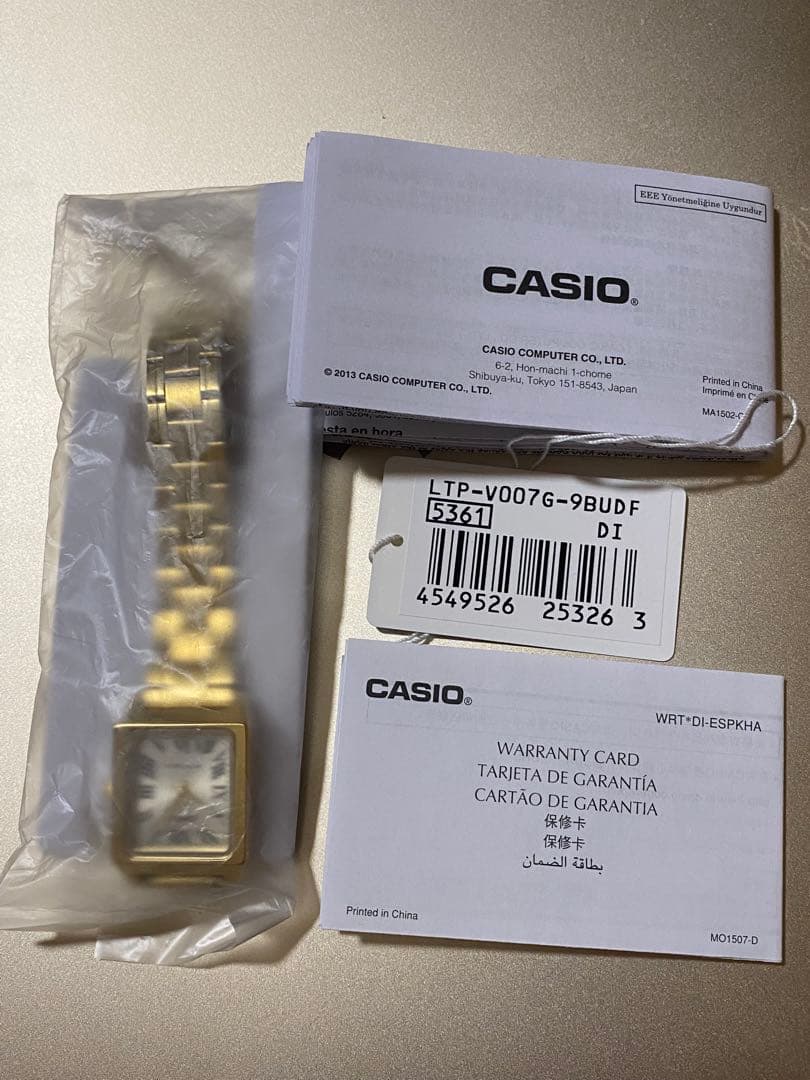 EEE Yönetmeliğine Uygundur
CASIO®
CASIO COMPUTER CO., LTD.
6-2, Hon-machi 1-chome
Shibuya-ku, Tokyo 151-8543, Japan
© 2013 CASIO COMPUTER CO., LTD.
Printed in China
Imprimé en
MA1502-
en hora
LTP-V007G-9BUDF
5361
DI
4549526 25326 3
CASIO®
WRT*DI-ESPKHA
WARRANTY CARD
TARJETA DE GARANTÍA
CARTÃO DE GARANTIA
保修卡
保修卡
بطاقة الضمان
Printed in China
MO1507-D